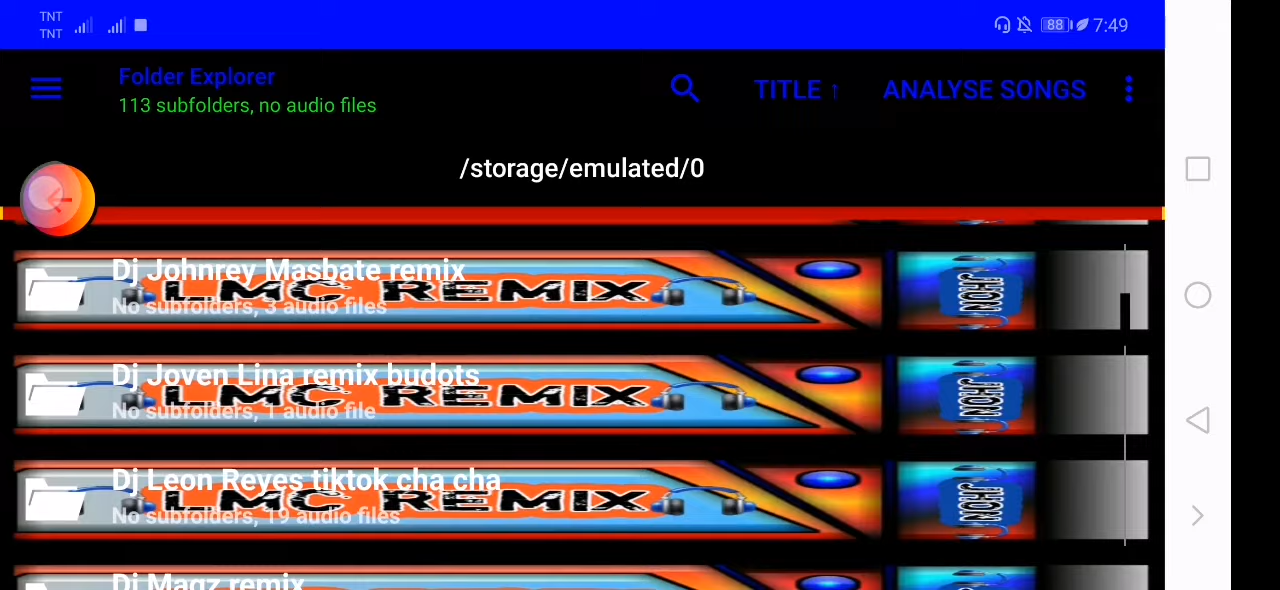 TNT
TNT
88 7:49
Folder Explorer
113 subfolders, no audio files
TITLE ↑
ANALYSE SONGS
/storage/emulated/0
Dj Johnrey Masbate remix
No subfolders, 3 audio files
LMC REMIX
JHON
Dj Joven Lina remix budots
No subfolders, 1 audio file
LMC REMIX
JHON
Dj Leon Reyes tiktok cha cha
No subfolders, 19 audio files
LMC REMIX
JHON
Dj Magz remix